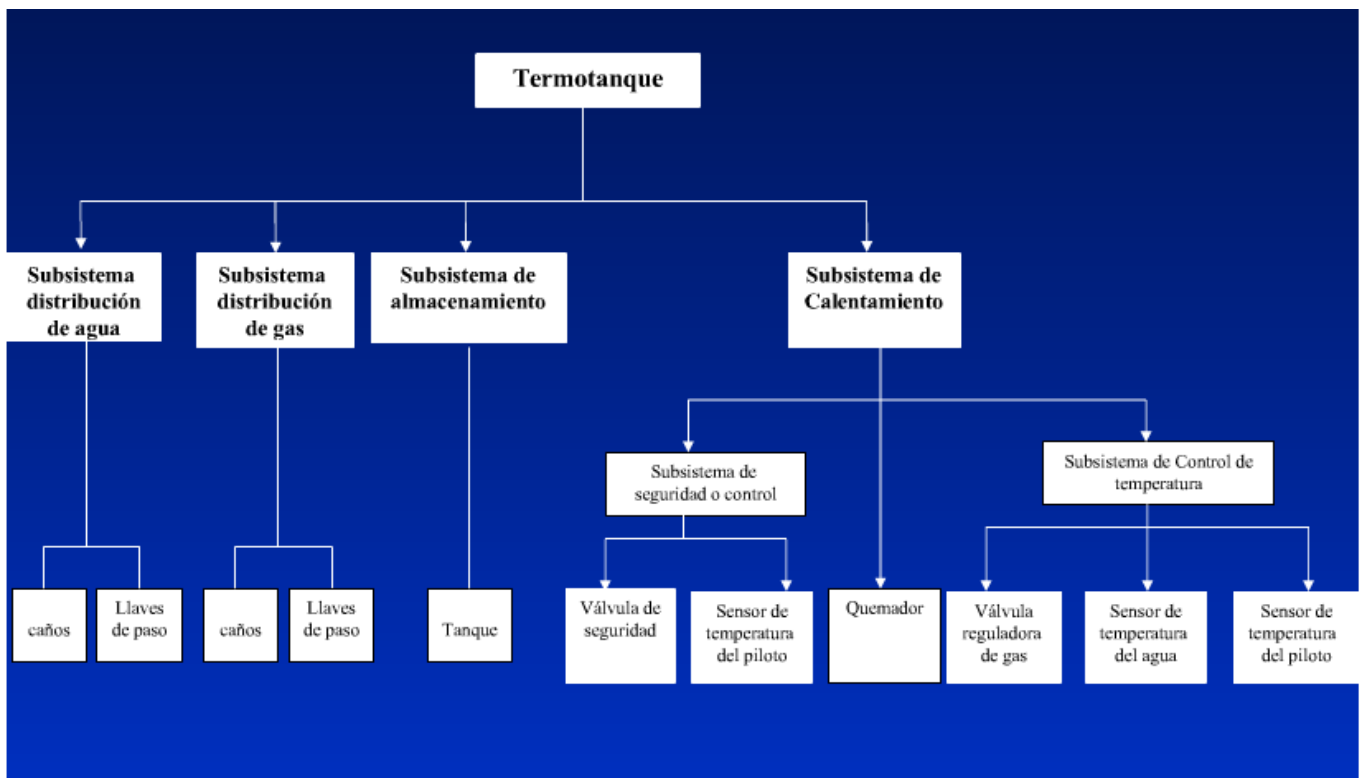 Termotanque
Subsistema
distribución
de agua
Subsistema
distribución
de gas
Subsistema de
almacenamiento
Subsistema de
Calentamiento
Subsistema de
seguridad o control
Subsistema de Control de
temperatura
caños
Llaves
de paso
caños
Llaves
de paso
Tanque
Válvula de
seguridad
Sensor de
temperatura
del piloto
Quemador
Válvula
reguladora
de gas
Sensor de
temperatura
del agua
Sensor de
temperatura
del piloto